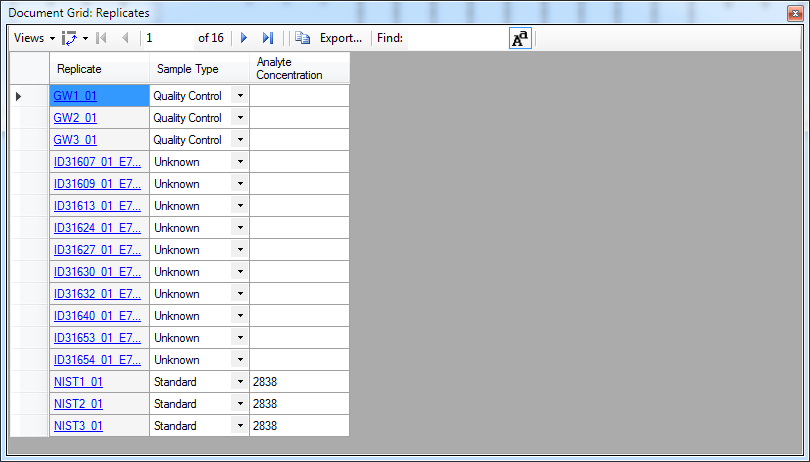 Document Grid: Replicates
Views 1 of 16 Export... Find: Aa
Replicate Sample Type Analyte
Concentration
GW1_01 Quality Control
GW2_01 Quality Control
GW3_01 Quality Control
ID31607_01_E7... Unknown
ID31609_01_E7... Unknown
ID31613_01_E7... Unknown
ID31624_01_E7... Unknown
ID31627_01_E7... Unknown
ID31630_01_E7... Unknown
ID31632_01_E7... Unknown
ID31640_01_E7... Unknown
ID31653_01_E7... Unknown
ID31654_01_E7... Unknown
NIST1_01 Standard 2838
NIST2_01 Standard 2838
NIST3_01 Standard 2838